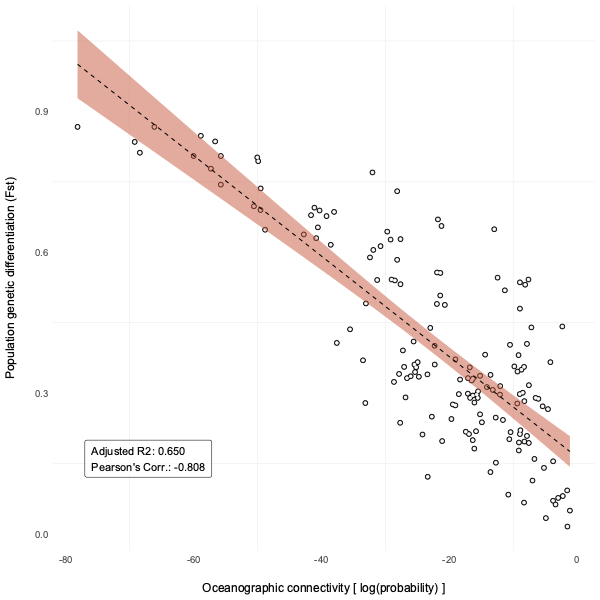 Population genetic differentiation (Fst)
0.9
0.6
0.3
0.0
Adjusted R2: 0.650
Pearson's Corr.: -0.808
-80 -60 -40 -20 0
Oceanographic connectivity [ log(probability) ]